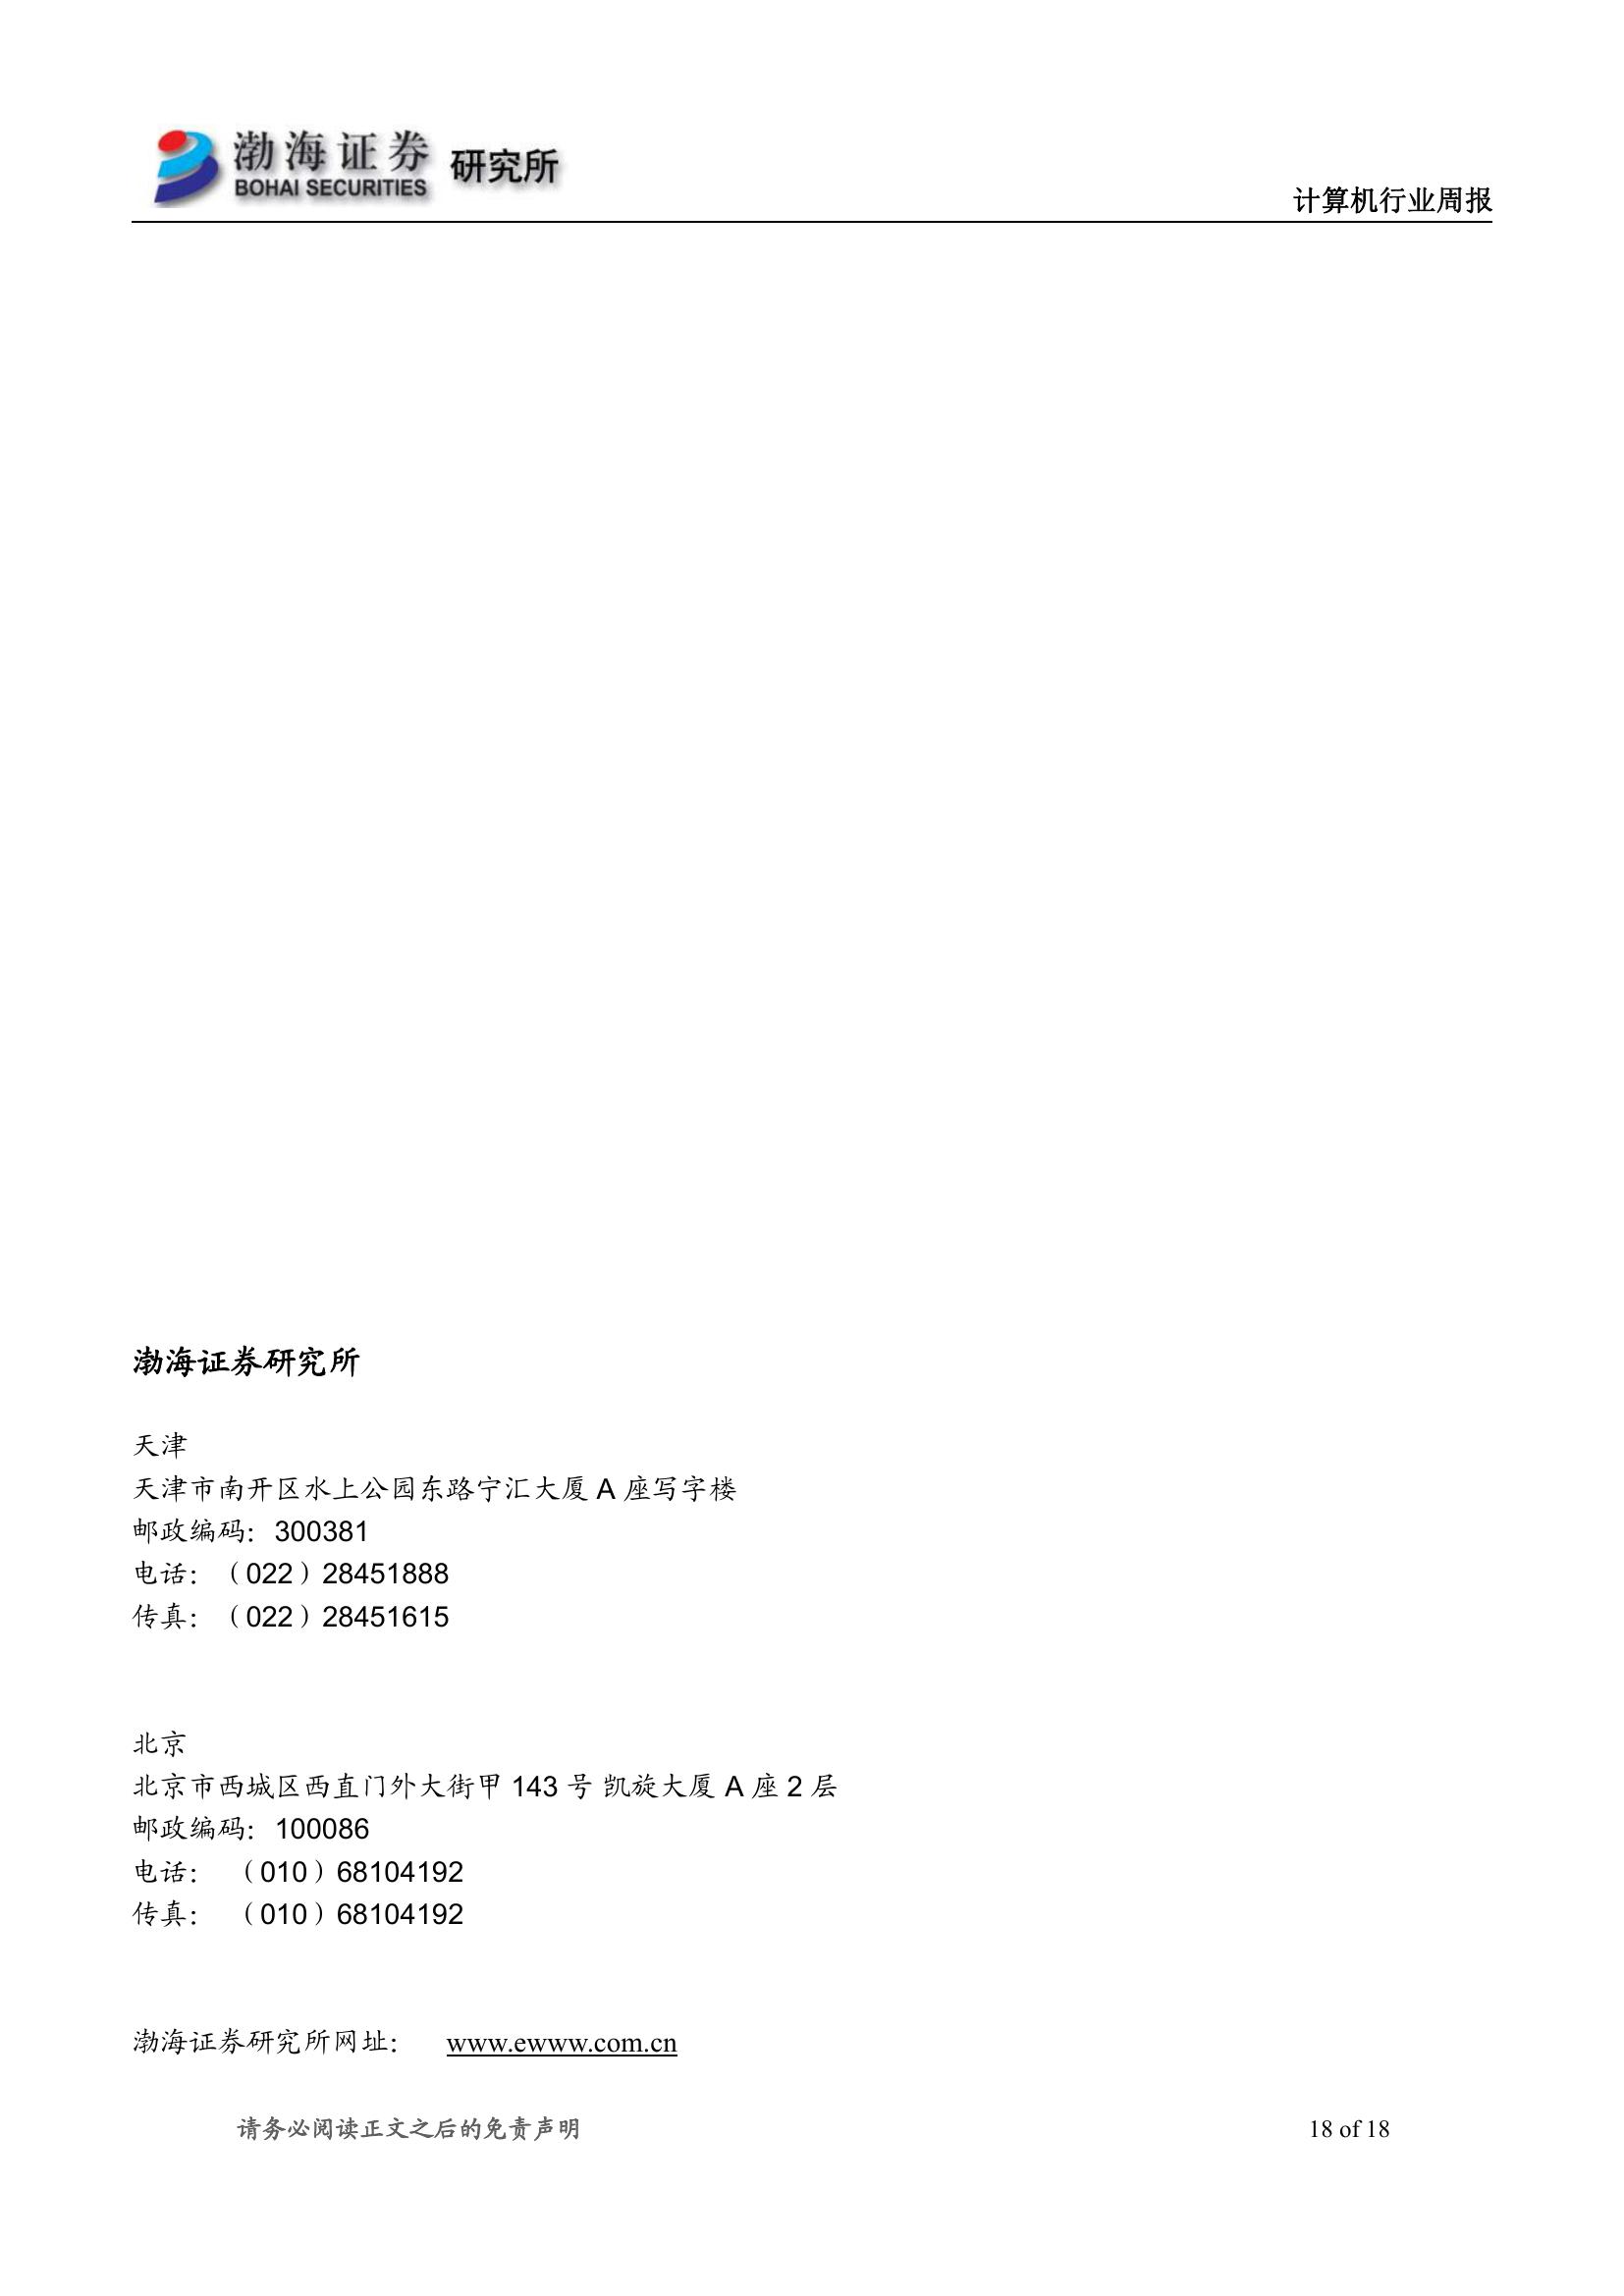 渤海证券 研究所
BOHAI SECURITIES
计算机行业周报
渤海证券研究所
天津
天津市南开区水上公园东路宁汇大厦 A 座写字楼
邮政编码：300381
电话：（022）28451888
传真：（022）28451615
北京
北京市西城区西直门外大街甲 143 号 凯旋大厦 A 座 2 层
邮政编码：100086
电话： （010）68104192
传真： （010）68104192
渤海证券研究所网址： www.ewww.com.cn
请务必阅读正文之后的免责声明 18 of 18